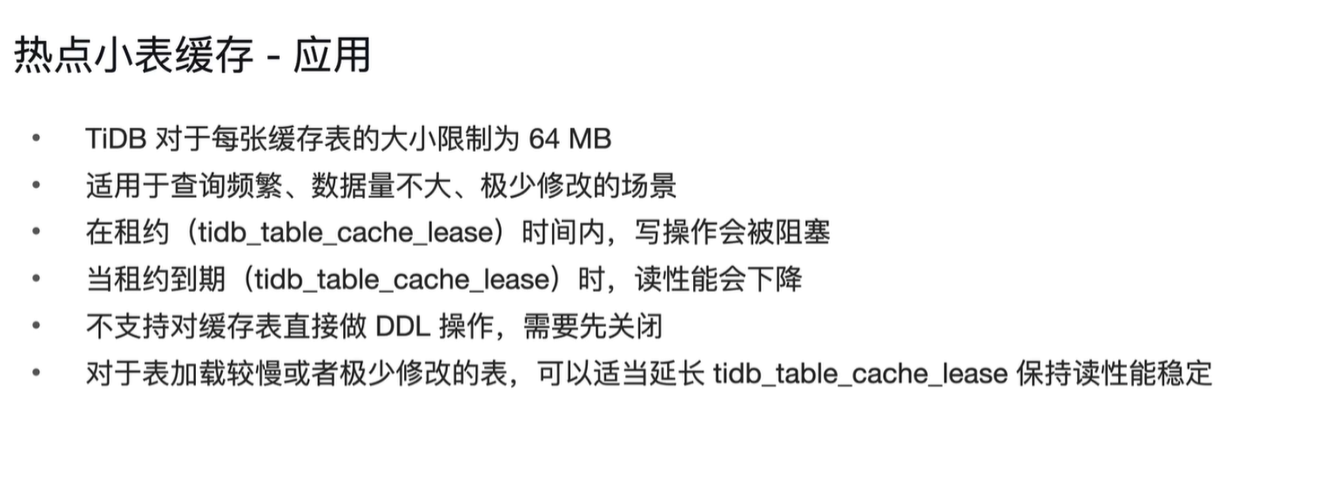 热点小表缓存 - 应用
• TiDB 对于每张缓存表的大小限制为 64 MB
• 适用于查询频繁、数据量不大、极少修改的场景
• 在租约（tidb_table_cache_lease）时间内，写操作会被阻塞
• 当租约到期（tidb_table_cache_lease）时，读性能会下降
• 不支持对缓存表直接做 DDL 操作，需要先关闭
• 对于表加载较慢或者极少修改的表，可以适当延长 tidb_table_cache_lease 保持读性能稳定